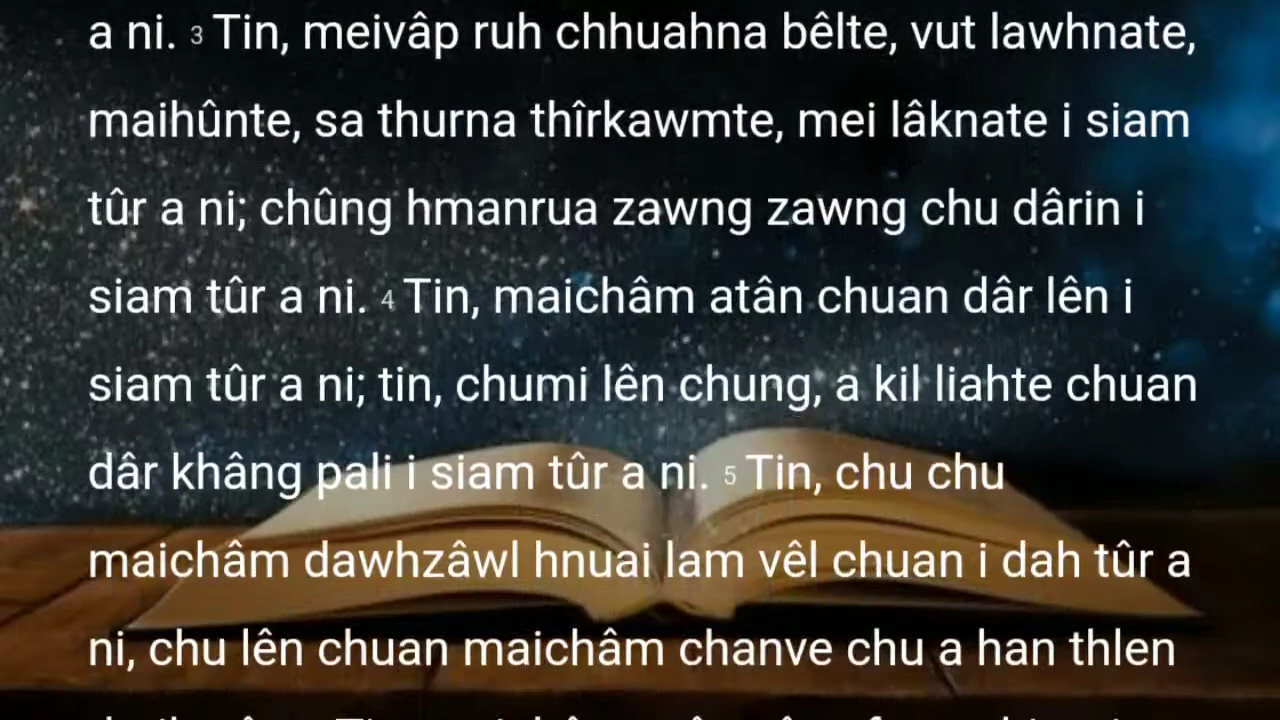 a ni. 3 Tin, meivâp ruh chhuahna bêlte, vut lawhnate,
maihûnte, sa thurna thîrkawmte, mei lâknate i siam
tûr a ni; chûng hmanrua zawng zawng chu dârin i
siam tûr a ni. 4 Tin, maichâm atân chuan dâr lên i
siam tûr a ni; tin, chumi lên chung, a kil liahte chuan
dâr khâng pali i siam tûr a ni. 5 Tin, chu chu
maichâm dawhzâwl hnuai lam vêl chuan i dah tûr a
ni, chu lên chuan maichâm chanve chu a han thlen